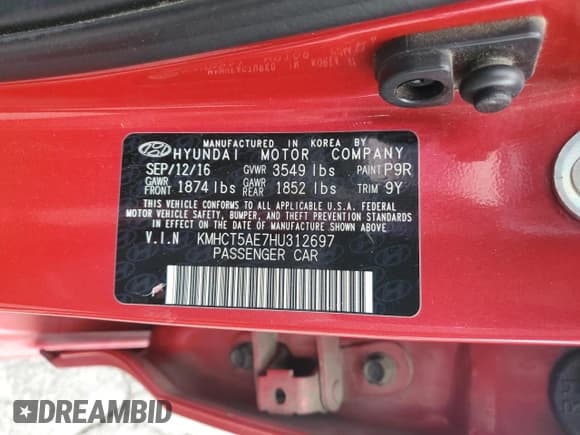 MANUFACTURED IN KOREA BY
HYUNDAI MOTOR COMPANY
SEP/12/16 GVWR 3549 lbs PAINT P9R
GAWR FRONT 1874 lbs GAWR REAR 1852 lbs TRIM 9Y
THIS VEHICLE CONFORMS TO ALL APPLICABLE U.S.A. FEDERAL
MOTOR VEHICLE SAFETY, BUMPER, AND THEFT PREVENTION STANDARDS
IN EFFECT ON THE DATE OF MANUFACTURE SHOWN ABOVE.
V.I.N KMHCT5AE7HU312697
PASSENGER CAR
DREAMBID